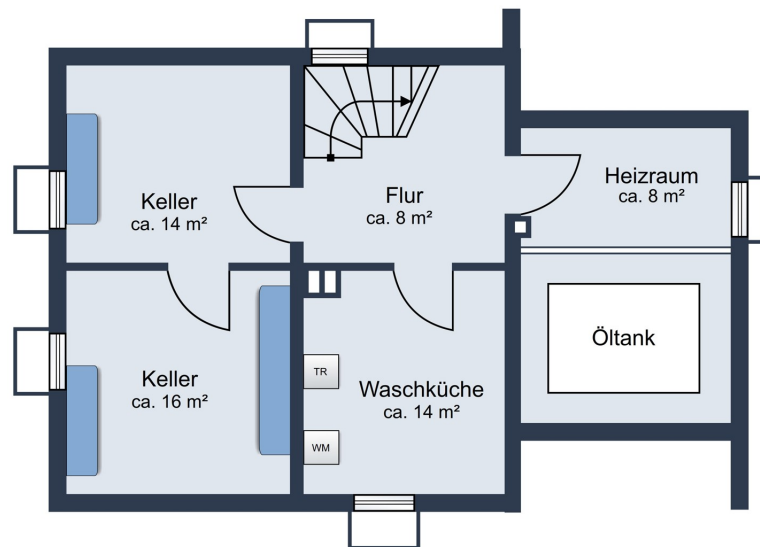 Keller
ca. 14 m²
Flur
ca. 8 m²
Heizraum
ca. 8 m²
Öltank
Keller
ca. 16 m²
TR
WM
Waschküche
ca. 14 m²